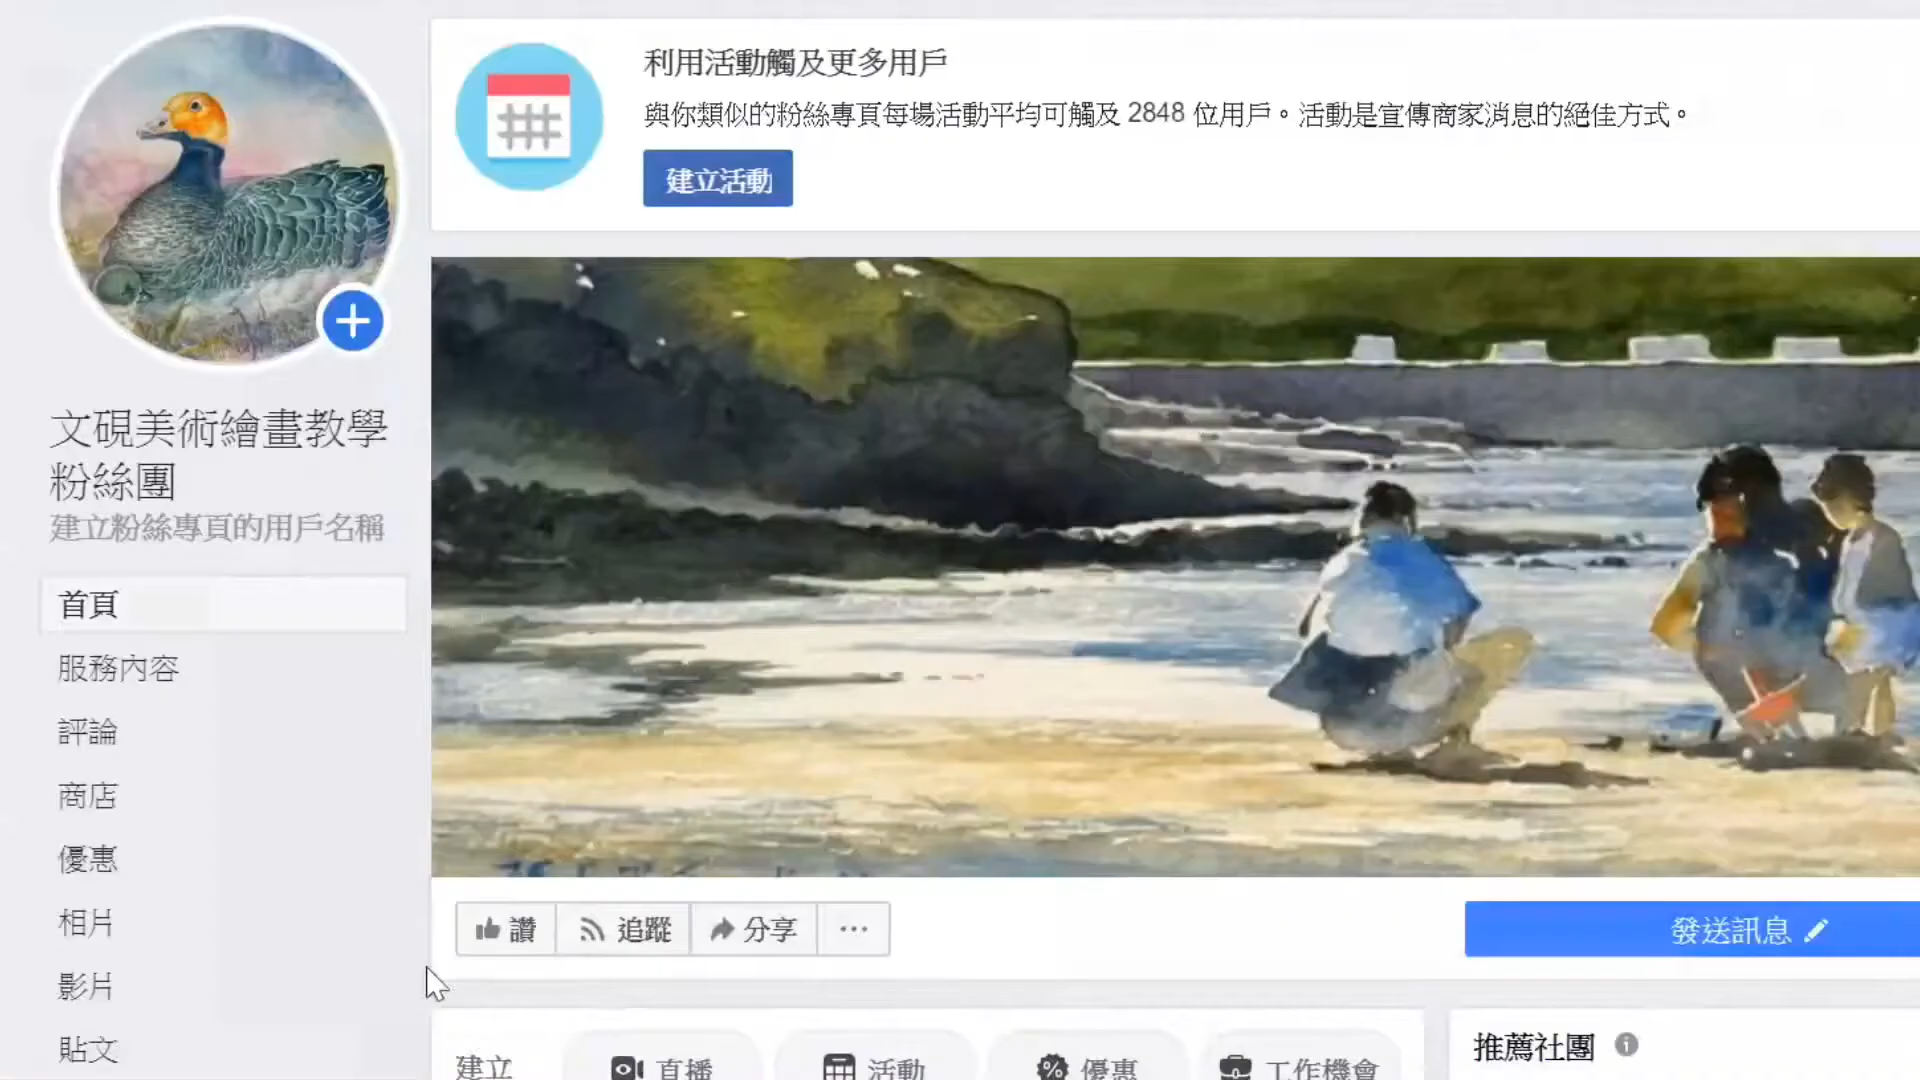 利用活動觸及更多用戶
與你類似的粉絲專頁每場活動平均可觸及 2848 位用戶。活動是宣傳商家消息的絕佳方式。
建立活動
文硯美術繪畫教學
粉絲團
建立粉絲專頁的用戶名稱
首頁
服務內容
評論
商店
優惠
相片
影片
貼文
讚 追蹤 分享 ...
發送訊息
建立 直播 活動 優惠 工作機會
推薦社團